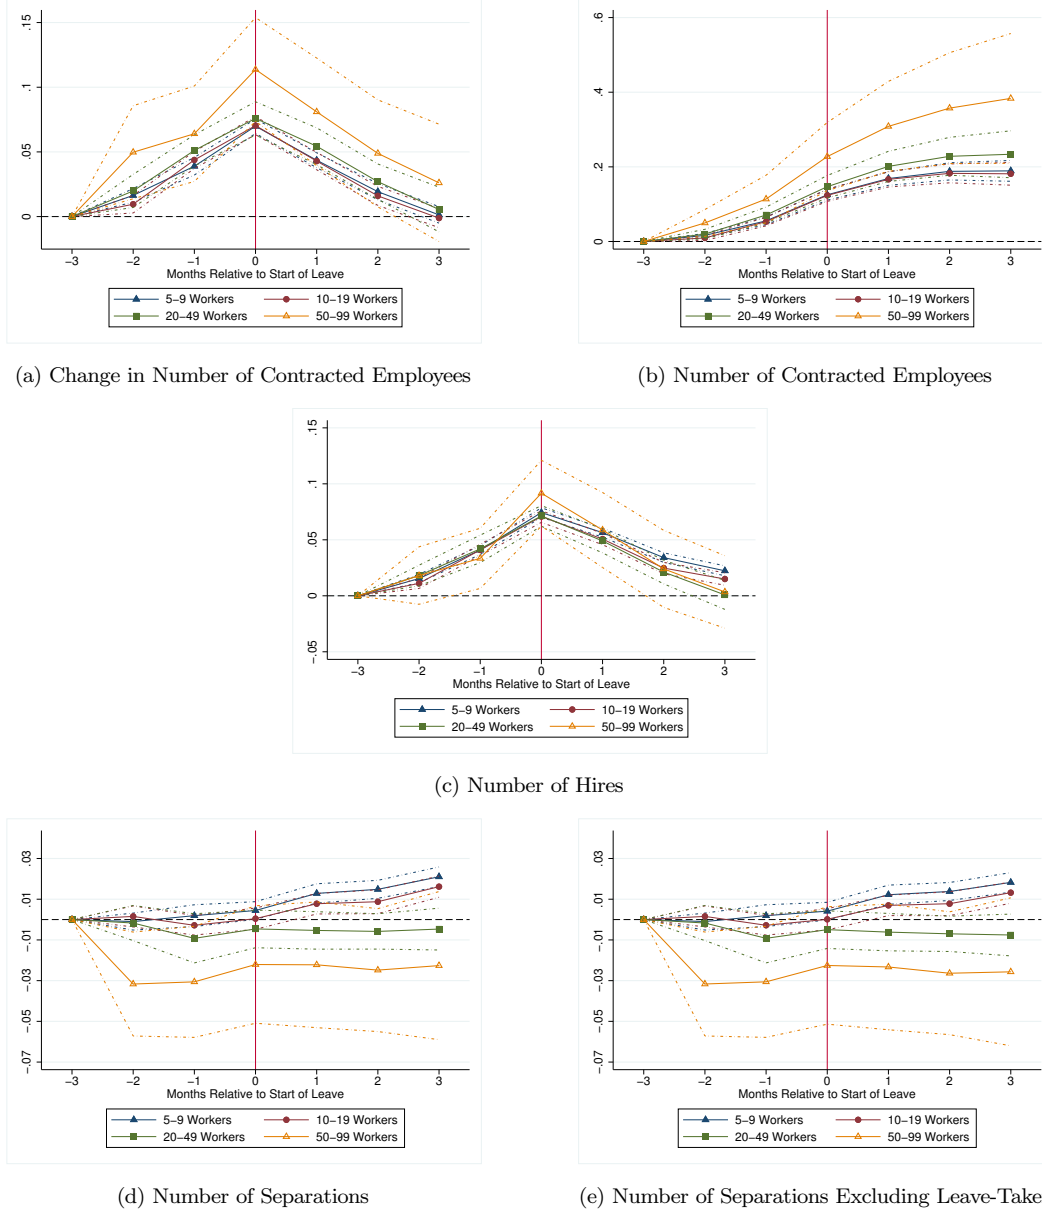 0 .05 .1 .15
−3 −2 −1 0 1 2 3
Months Relative to Start of Leave
5−9 Workers 10−19 Workers
20−49 Workers 50−99 Workers
(a) Change in Number of Contracted Employees
0 .2 .4 .6
−3 −2 −1 0 1 2 3
Months Relative to Start of Leave
5−9 Workers 10−19 Workers
20−49 Workers 50−99 Workers
(b) Number of Contracted Employees
−.05 0 .05 .1 .15
−3 −2 −1 0 1 2 3
Months Relative to Start of Leave
5−9 Workers 10−19 Workers
20−49 Workers 50−99 Workers
(c) Number of Hires
−.07 −.05 −.03 −.01 .01 .03
−3 −2 −1 0 1 2 3
Months Relative to Start of Leave
5−9 Workers 10−19 Workers
20−49 Workers 50−99 Workers
(d) Number of Separations
−.07 −.05 −.03 −.01 .01 .03
−3 −2 −1 0 1 2 3
Months Relative to Start of Leave
5−9 Workers 10−19 Workers
20−49 Workers 50−99 Workers
(e) Number of Separations Excluding Leave-Take